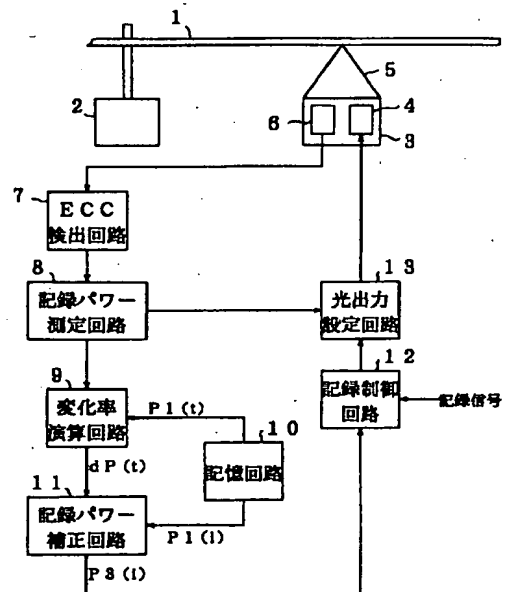 1
2
5
4
6
3
7
ECC
検出回路
8
記録パワー
測定回路
13
光出力
設定回路
12
記録制御
回路
記録信号
9
変化率
演算回路
P1(t)
10
記憶回路
dP(t)
11
記録パワー
補正回路
P1(i)
P3(i)